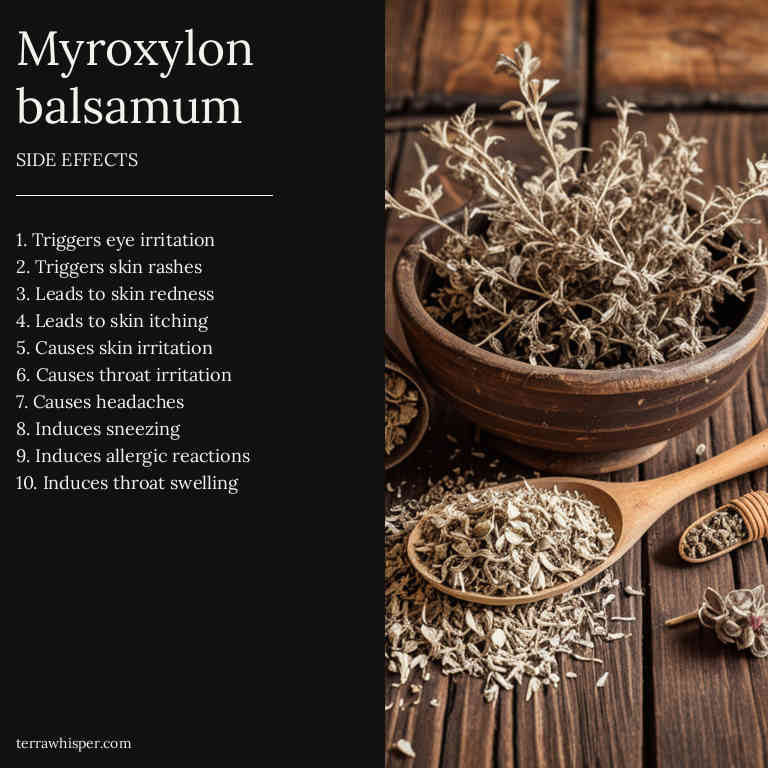 Myroxylon
balsamum
SIDE EFFECTS
1. Triggers eye irritation
2. Triggers skin rashes
3. Leads to skin redness
4. Leads to skin itching
5. Causes skin irritation
6. Causes throat irritation
7. Causes headaches
8. Induces sneezing
9. Induces allergic reactions
10. Induces throat swelling
terrawhisper.com